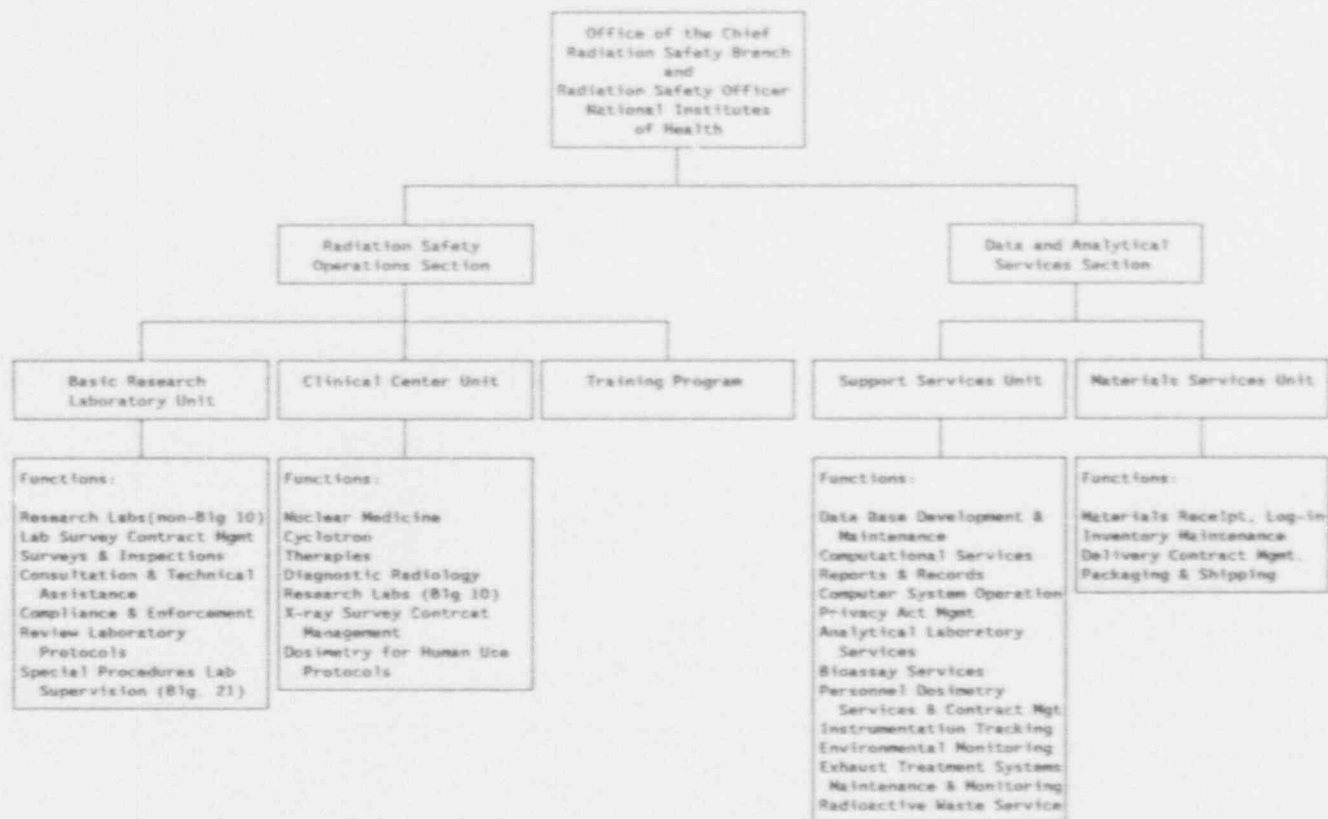 Office of the Chief
Radiation Safety Branch
and
Radiation Safety Officer
National Institutes
of Health
Radiation Safety
Operations Section
Data and Analytical
Services Section
Basic Research
Laboratory Unit
Clinical Center Unit
Training Program
Support Services Unit
Materials Services Unit
Functions:
Research Labs(non-Blg 10)
Lab Survey Contract Mgmt
Surveys & Inspections
Consultation & Technical
Assistance
Compliance & Enforcement
Review Laboratory
Protocols
Special Procedures Lab
Supervision (Blg. 21)
Functions:
Nuclear Medicine
Cyclotron
Therapies
Diagnostic Radiology
Research Labs (Blg 10)
X-ray Survey Contrcat
Management
Dosimetry for Human Use
Protocols
Functions:
Data Base Development &
Maintenance
Computational Services
Reports & Records
Computer System Operation
Privacy Act Mgmt
Analytical Laboratory
Services
Bioassay Services
Personnel Dosimetry
Services & Contract Mgt
Instrumentation Tracking
Environmental Monitoring
Exhaust Treatment Systems
Maintenance & Monitoring
Radioactive Waste Service
Functions:
Materials Receipt, Log-in
Inventory Maintenance
Delivery Contract Mgmt.
Packaging & Shipping